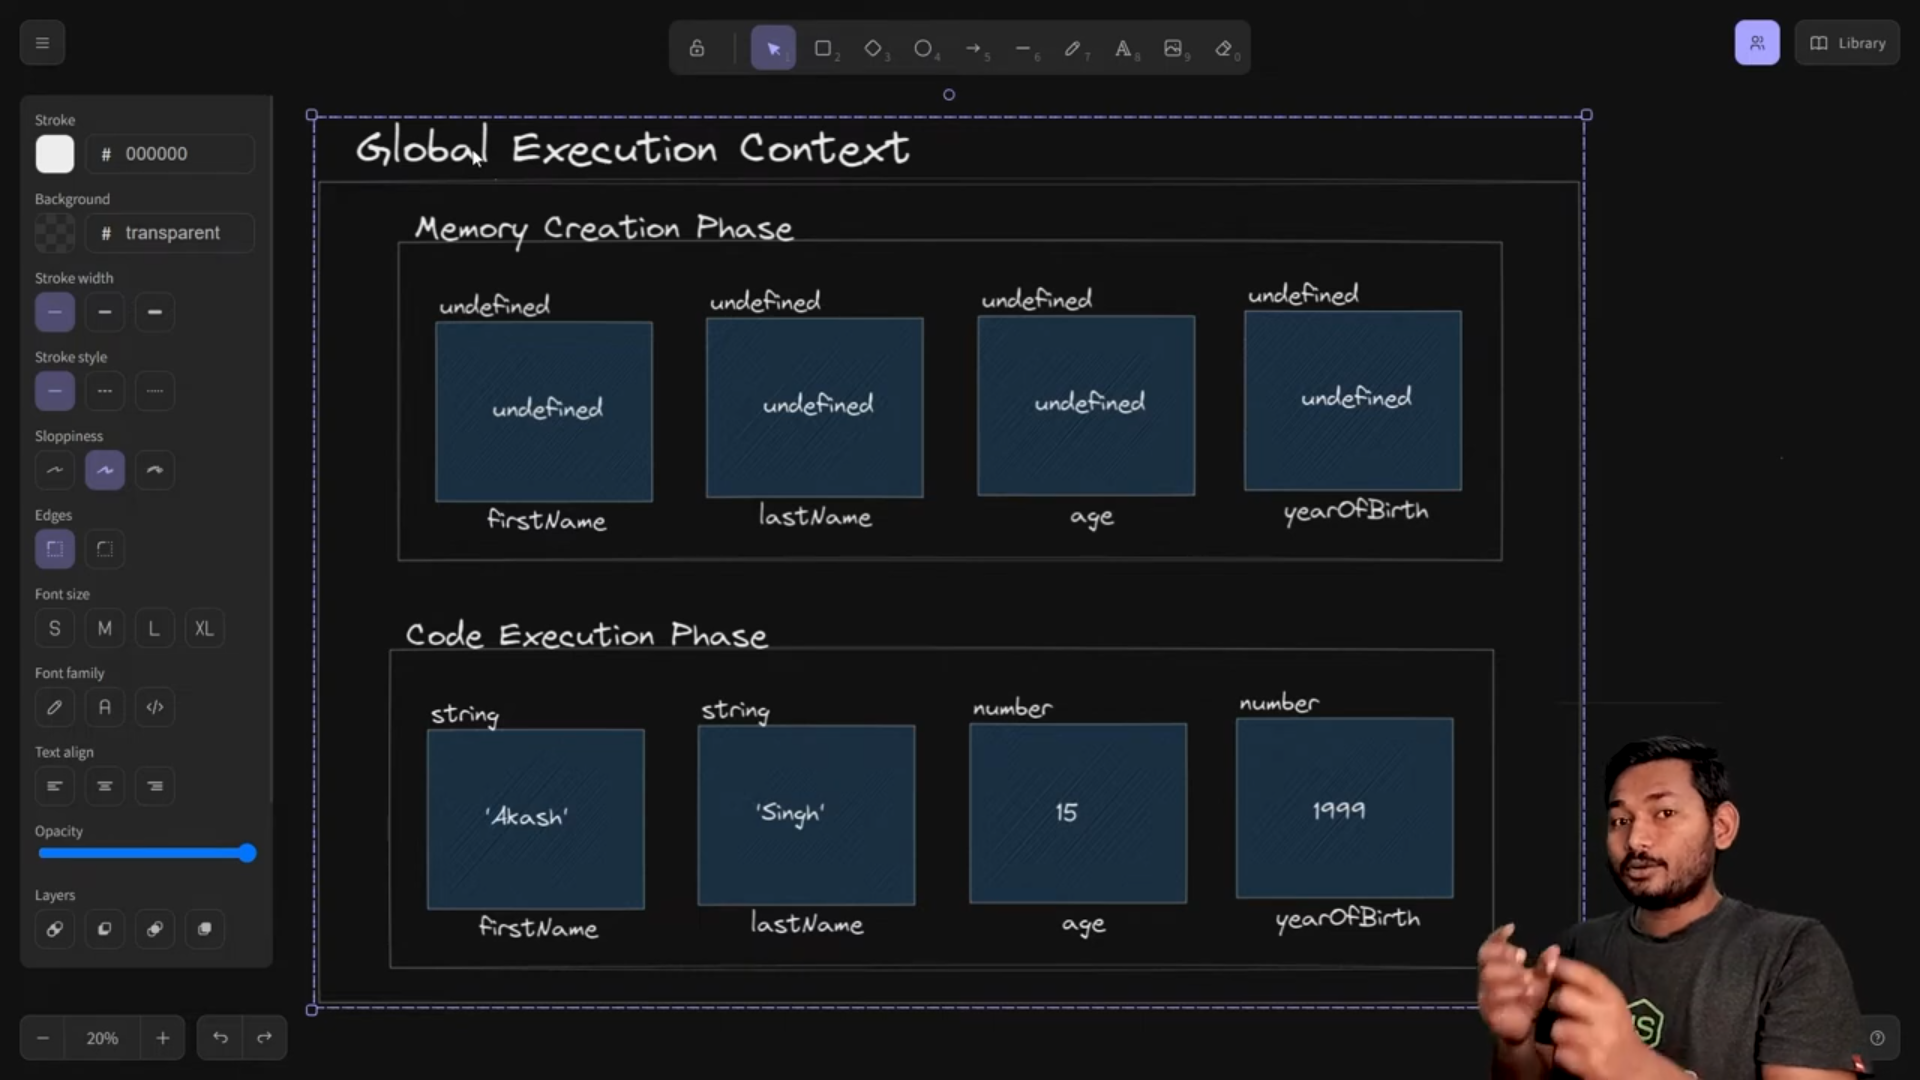 Library
1
2
3
4
5
6
7
A 8
9
0
Stroke
# 000000
Background
# transparent
Stroke width
Stroke style
Sloppiness
Edges
Font size
S M L XL
Font family
A </>
Text align
Opacity
Layers
− 20% +
Global Execution Context
Memory Creation Phase
undefined undefined undefined undefined
undefined undefined undefined undefined
firstName lastName age yearOfBirth
Code Execution Phase
string string number number
'Akash' 'Singh' 15 1999
firstName lastName age yearOfBirth
S
?